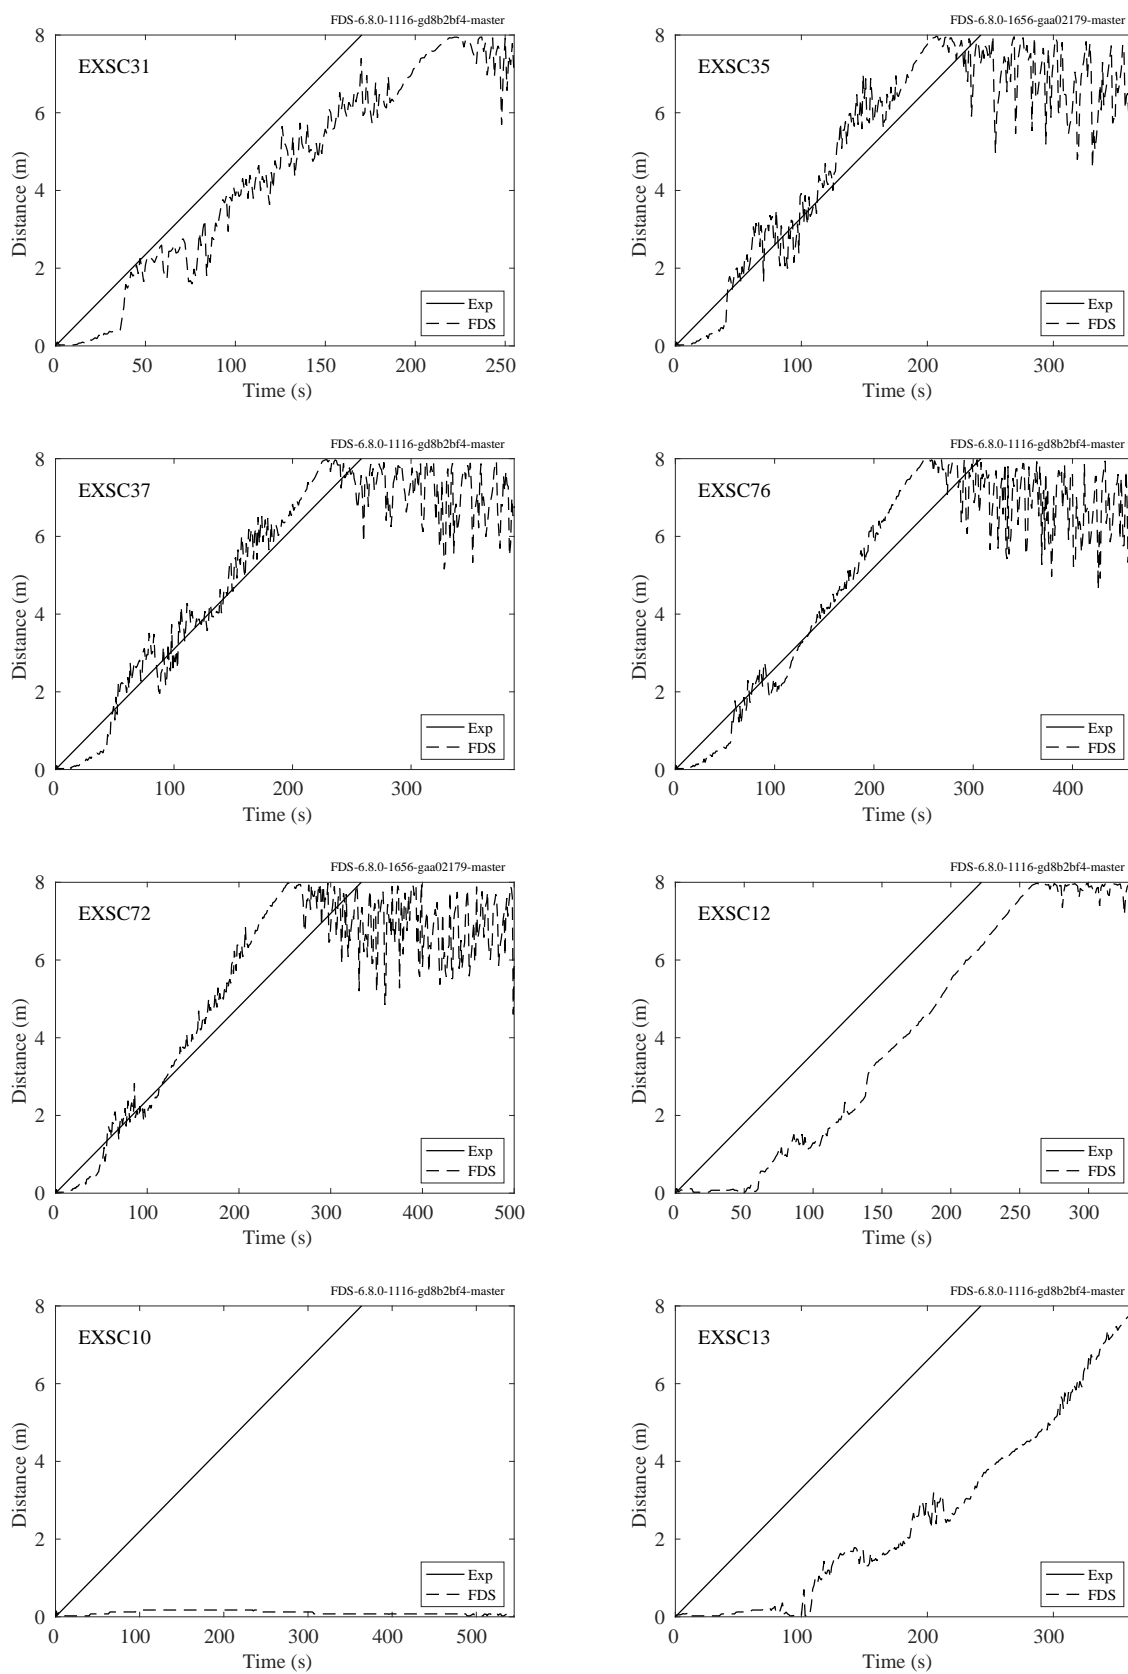 FDS-6.8.0-1116-gd8b2bf4-master
EXSC31
Distance (m)
8
6
4
2
0
0 50 100 150 200 250
Time (s)
Exp
FDS
FDS-6.8.0-1656-gaa02179-master
EXSC35
Distance (m)
8
6
4
2
0
0 100 200 300
Time (s)
Exp
FDS
FDS-6.8.0-1116-gd8b2bf4-master
EXSC37
Distance (m)
8
6
4
2
0
0 100 200 300
Time (s)
Exp
FDS
FDS-6.8.0-1116-gd8b2bf4-master
EXSC76
Distance (m)
8
6
4
2
0
0 100 200 300 400
Time (s)
Exp
FDS
FDS-6.8.0-1656-gaa02179-master
EXSC72
Distance (m)
8
6
4
2
0
0 100 200 300 400 500
Time (s)
Exp
FDS
FDS-6.8.0-1116-gd8b2bf4-master
EXSC12
Distance (m)
8
6
4
2
0
0 50 100 150 200 250 300
Time (s)
Exp
FDS
FDS-6.8.0-1116-gd8b2bf4-master
EXSC10
Distance (m)
8
6
4
2
0
0 100 200 300 400 500
Time (s)
Exp
FDS
FDS-6.8.0-1116-gd8b2bf4-master
EXSC13
Distance (m)
8
6
4
2
0
0 100 200 300
Time (s)
Exp
FDS